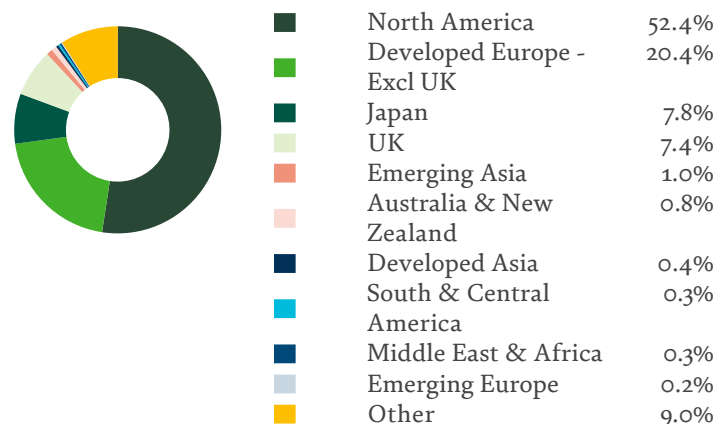 North America 52.4%
Developed Europe - 20.4%
Excl UK
Japan 7.8%
UK 7.4%
Emerging Asia 1.0%
Australia & New 0.8%
Zealand
Developed Asia 0.4%
South & Central 0.3%
America
Middle East & Africa 0.3%
Emerging Europe 0.2%
Other 9.0%